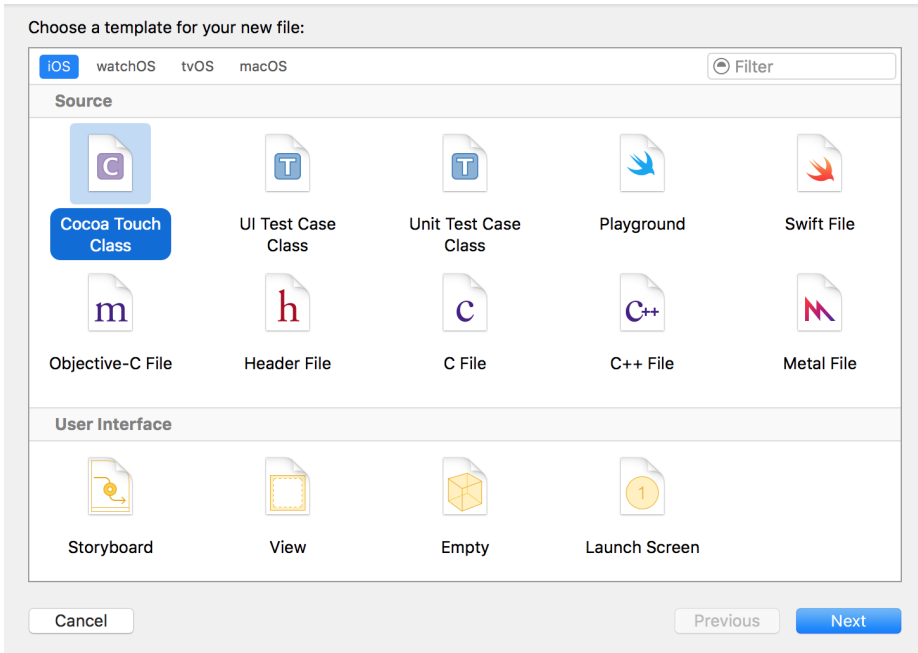 Choose a template for your new file:
iOS watchOS tvOS macOS Filter
Source
C T T
Cocoa Touch Class UI Test Case Class Unit Test Case Class Playground Swift File
m h c C++
Objective-C File Header File C File C++ File Metal File
User Interface
1
Storyboard View Empty Launch Screen
Cancel Previous Next